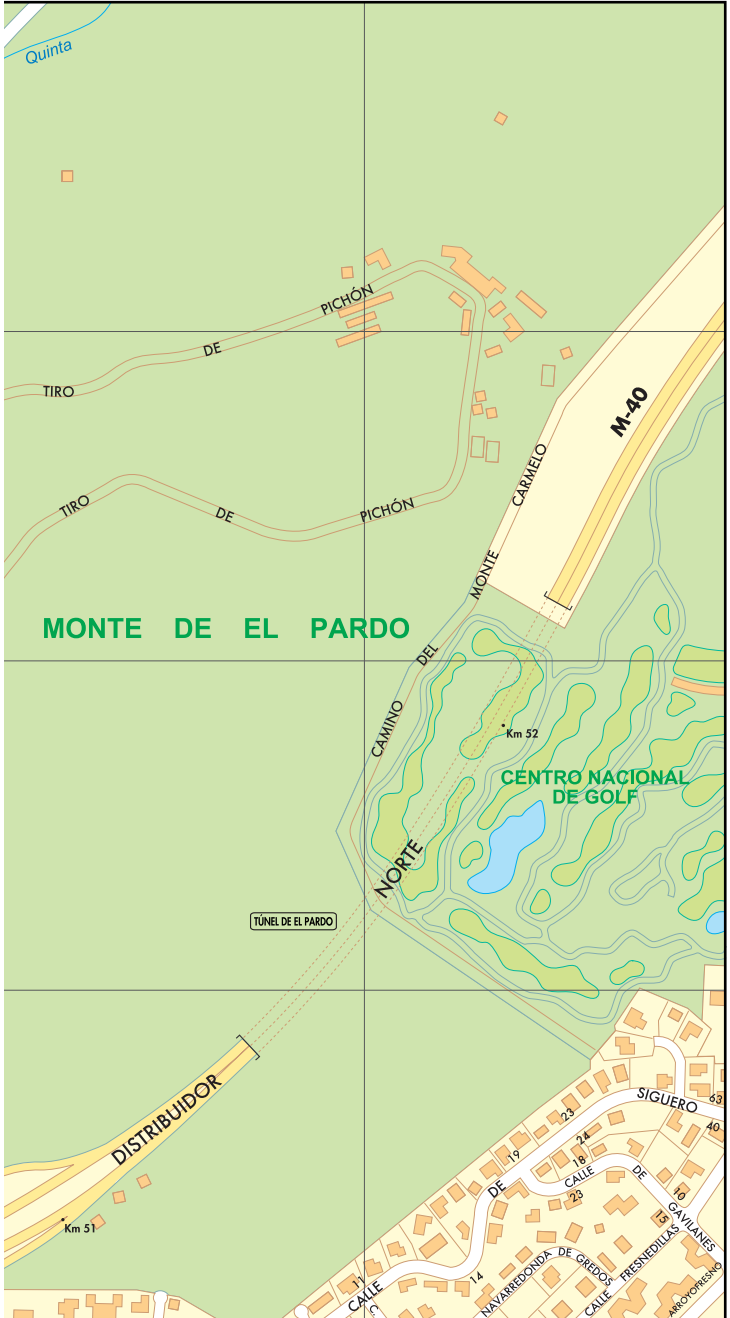 Quinta
TIRO DE PICHÓN
M-40
TIRO DE PICHÓN
CAMINO DEL MONTE CARMELO
MONTE DE EL PARDO
Km 52
CENTRO NACIONAL
DE GOLF
NORTE
TÚNEL DE EL PARDO
DISTRIBUIDOR
Km 51
CALLE DE SIGUERO
63
40
23
24
19
18
CALLE DE GAVILANES
23
10
15
11
14
NAVARREDONDA DE GREDOS
CALLE FRESNEDILLAS
ARROYOFRESNO
C.